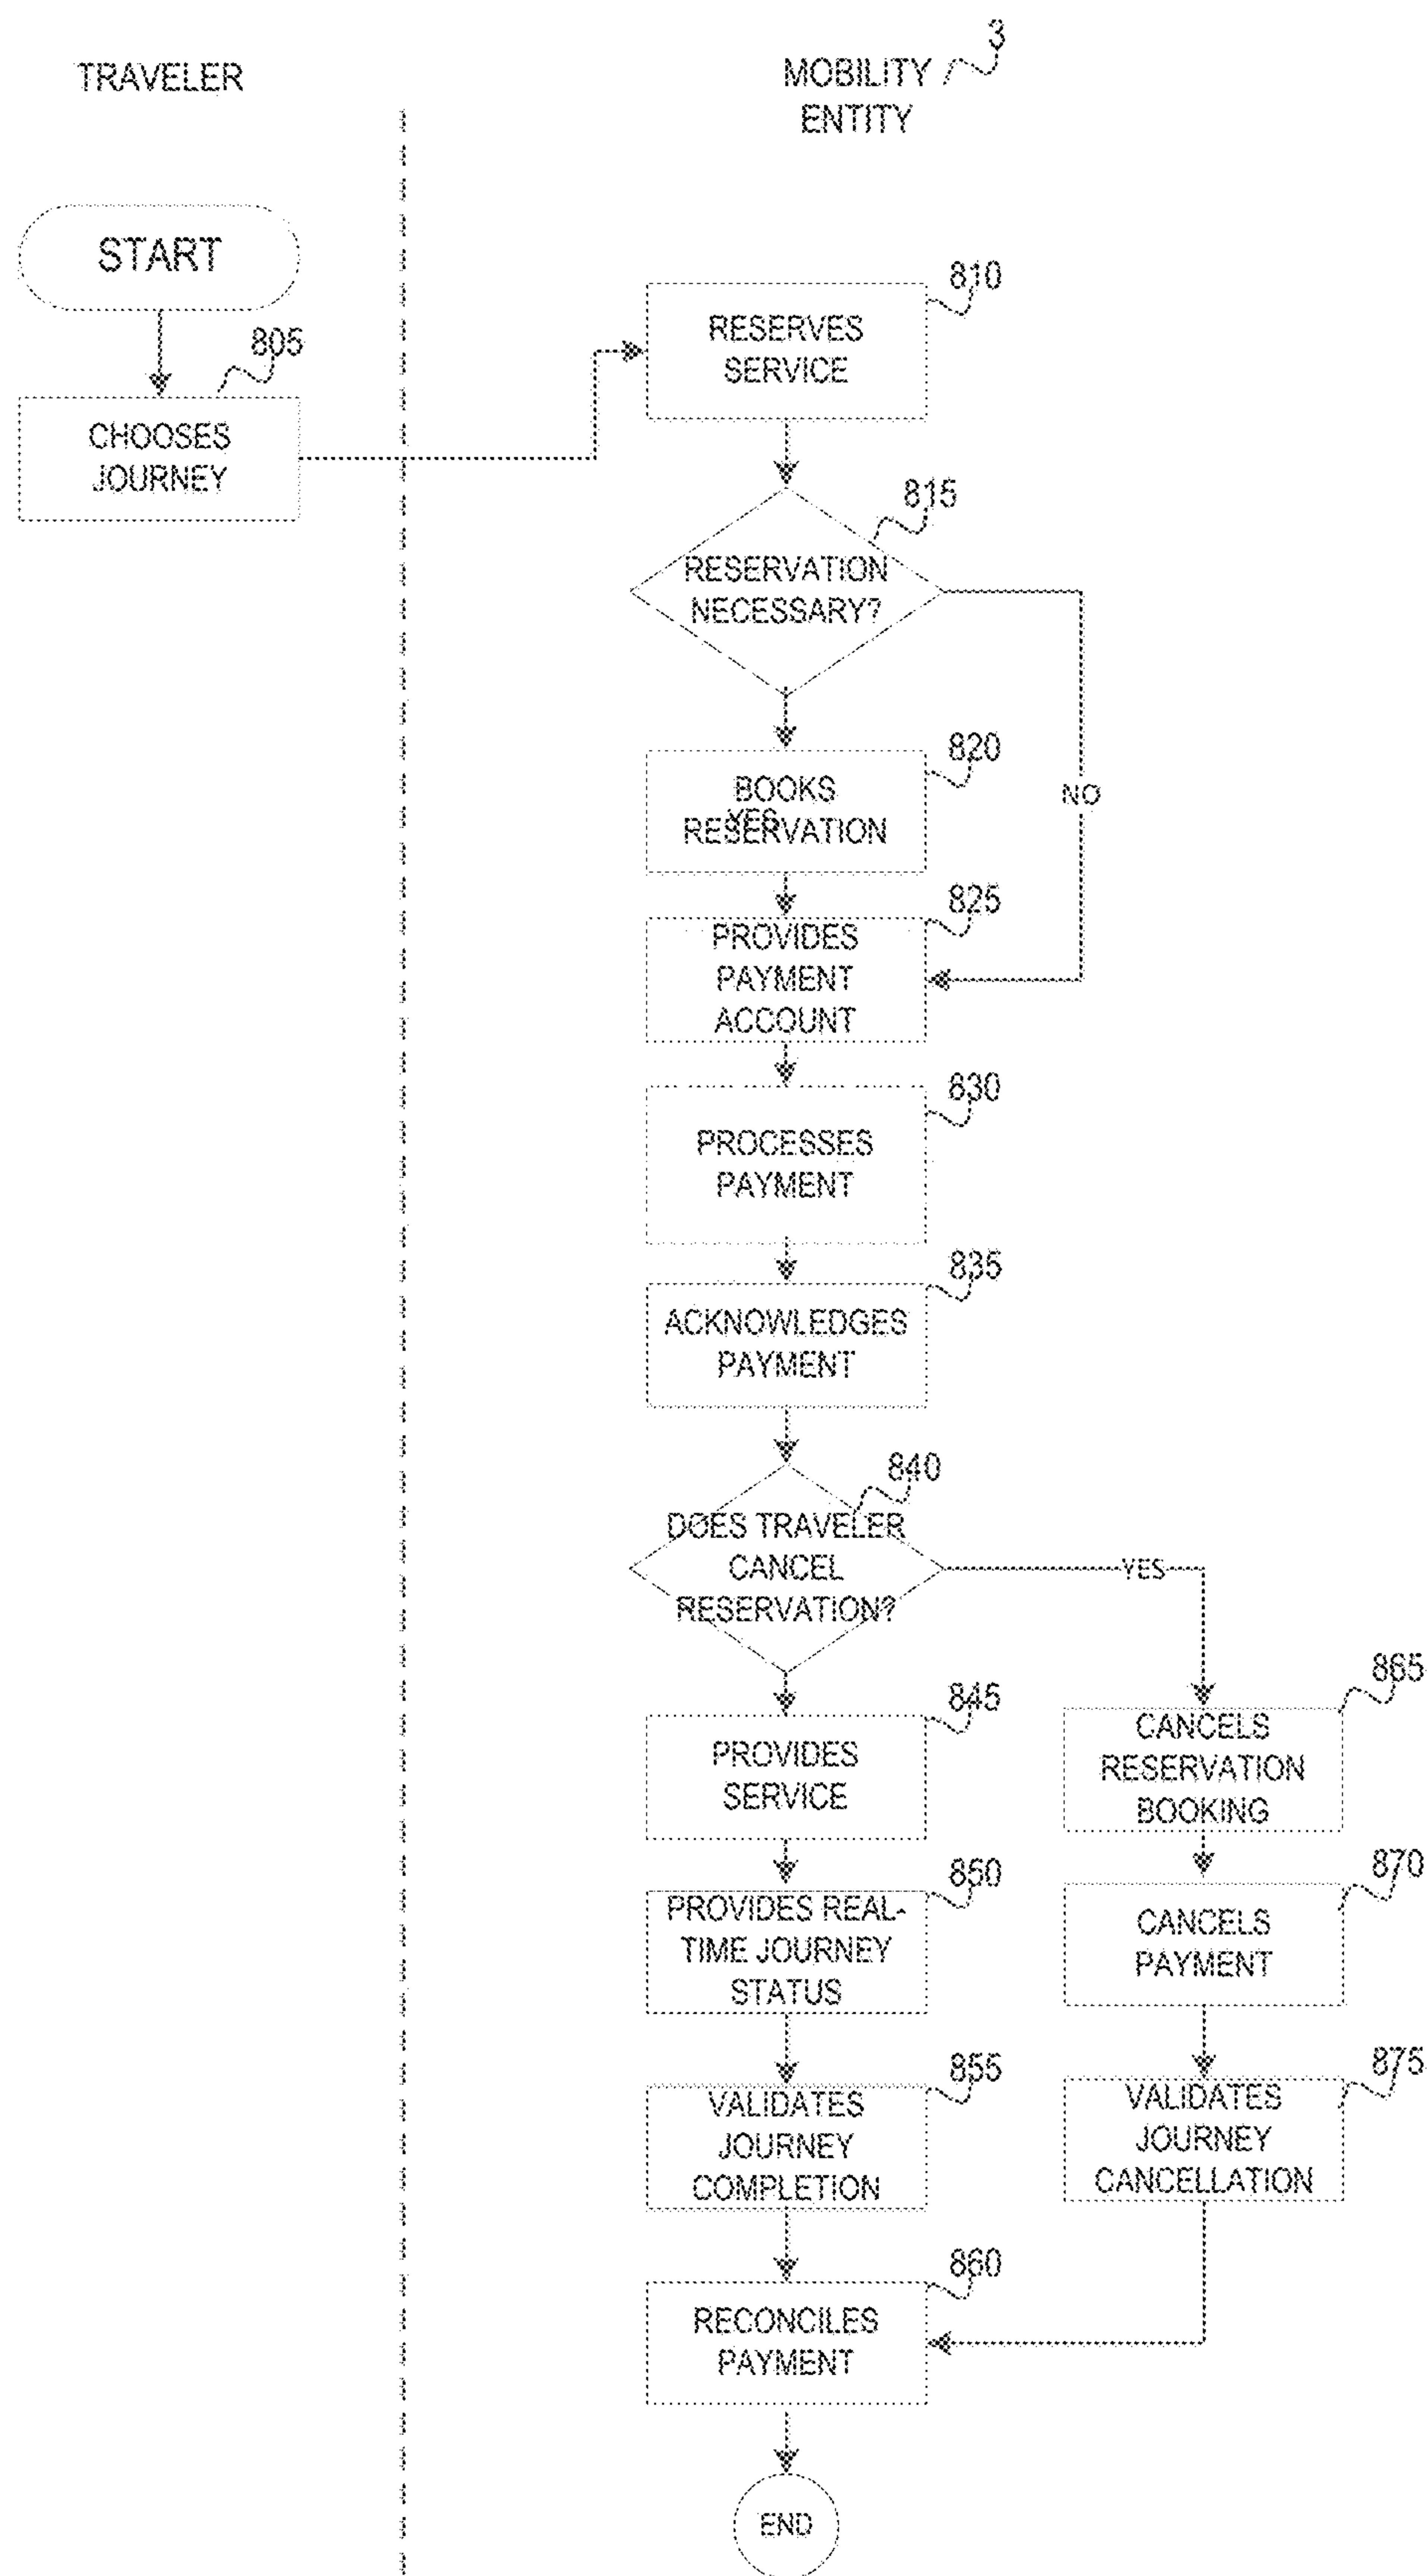 TRAVELER
MOBILITY
ENTITY
3
START
805
CHOOSES
JOURNEY
810
RESERVES
SERVICE
815
RESERVATION
NECESSARY?
NO
820
BOOKS
YES
RESERVATION
825
PROVIDES
PAYMENT
ACCOUNT
830
PROCESSES
PAYMENT
835
ACKNOWLEDGES
PAYMENT
840
DOES TRAVELER
CANCEL
RESERVATION?
YES
845
PROVIDES
SERVICE
850
PROVIDES REAL-
TIME JOURNEY
STATUS
855
VALIDATES
JOURNEY
COMPLETION
865
CANCELS
RESERVATION
BOOKING
870
CANCELS
PAYMENT
875
VALIDATES
JOURNEY
CANCELLATION
860
RECONCILES
PAYMENT
END